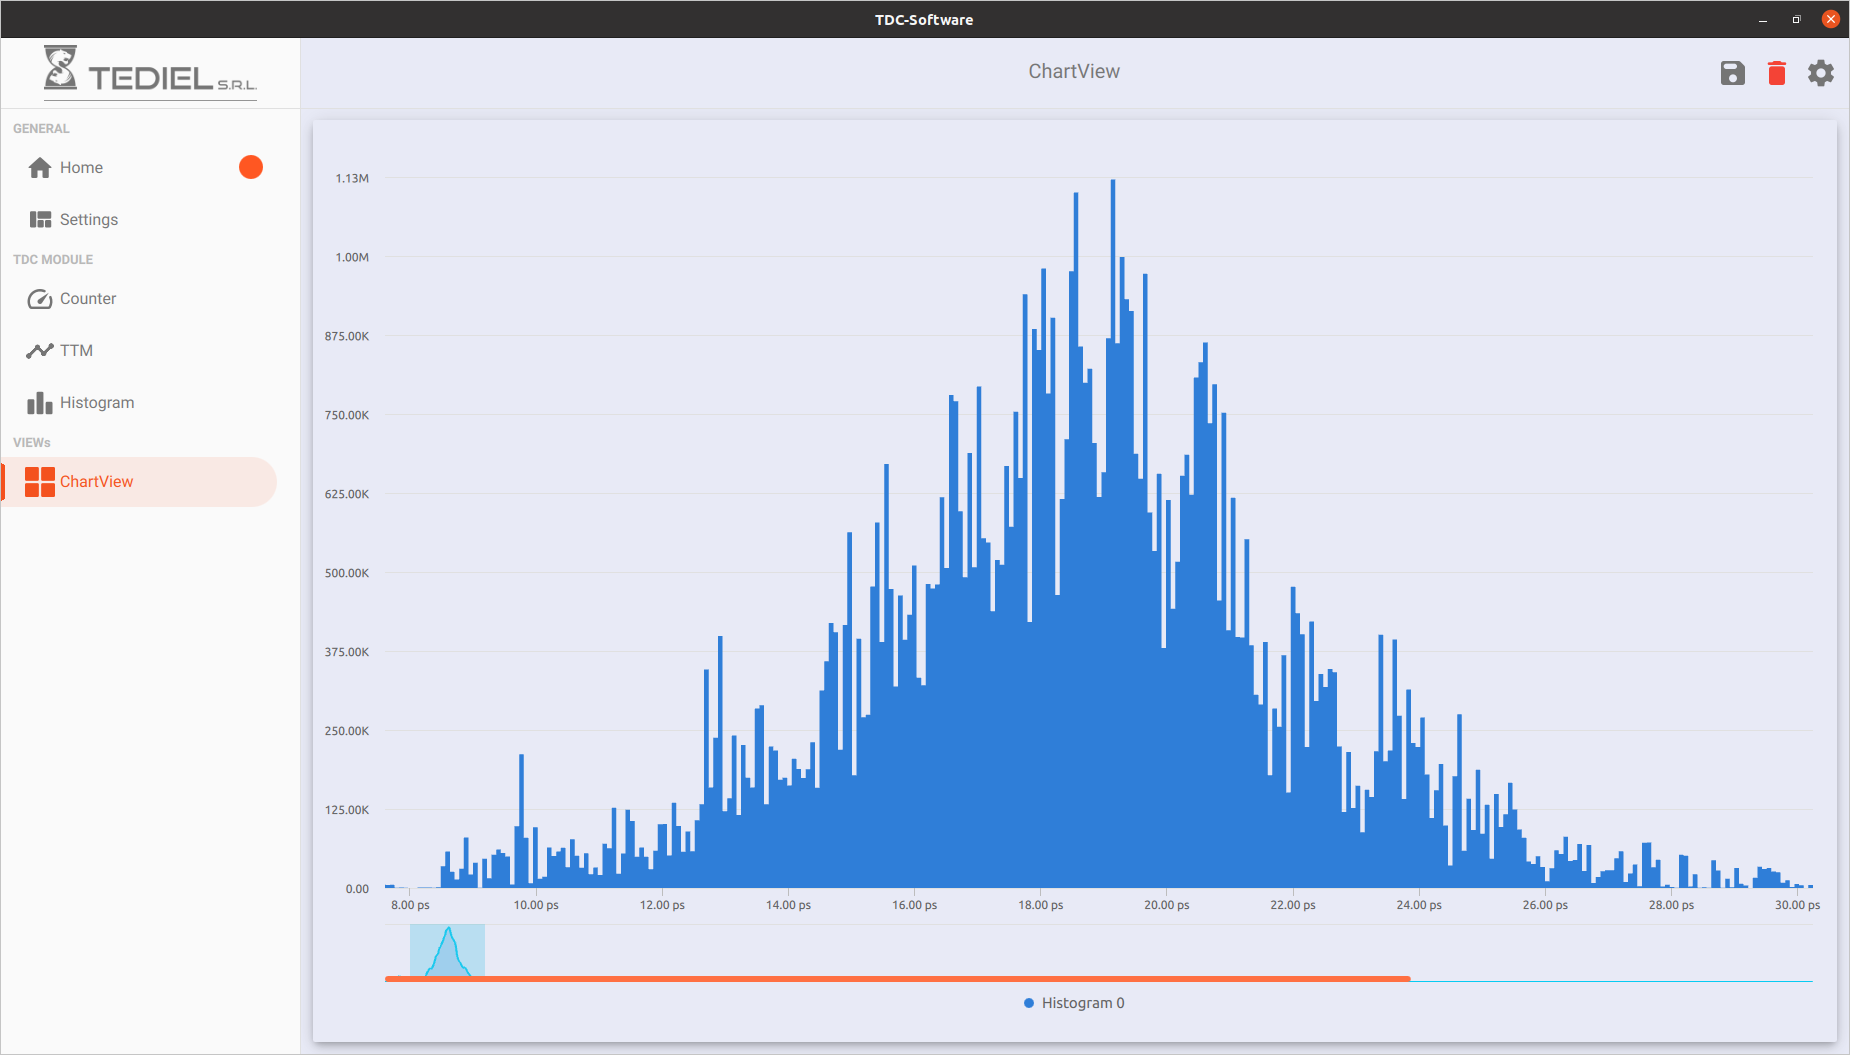 TDC-Software
TEDIEL S.R.L.
ChartView
GENERAL
Home
Settings
TDC MODULE
Counter
TTM
Histogram
VIEWs
ChartView
1.13M
1.00M
875.00K
750.00K
625.00K
500.00K
375.00K
250.00K
125.00K
0.00
8.00 ps 10.00 ps 12.00 ps 14.00 ps 16.00 ps 18.00 ps 20.00 ps 22.00 ps 24.00 ps 26.00 ps 28.00 ps 30.00 ps
Histogram 0